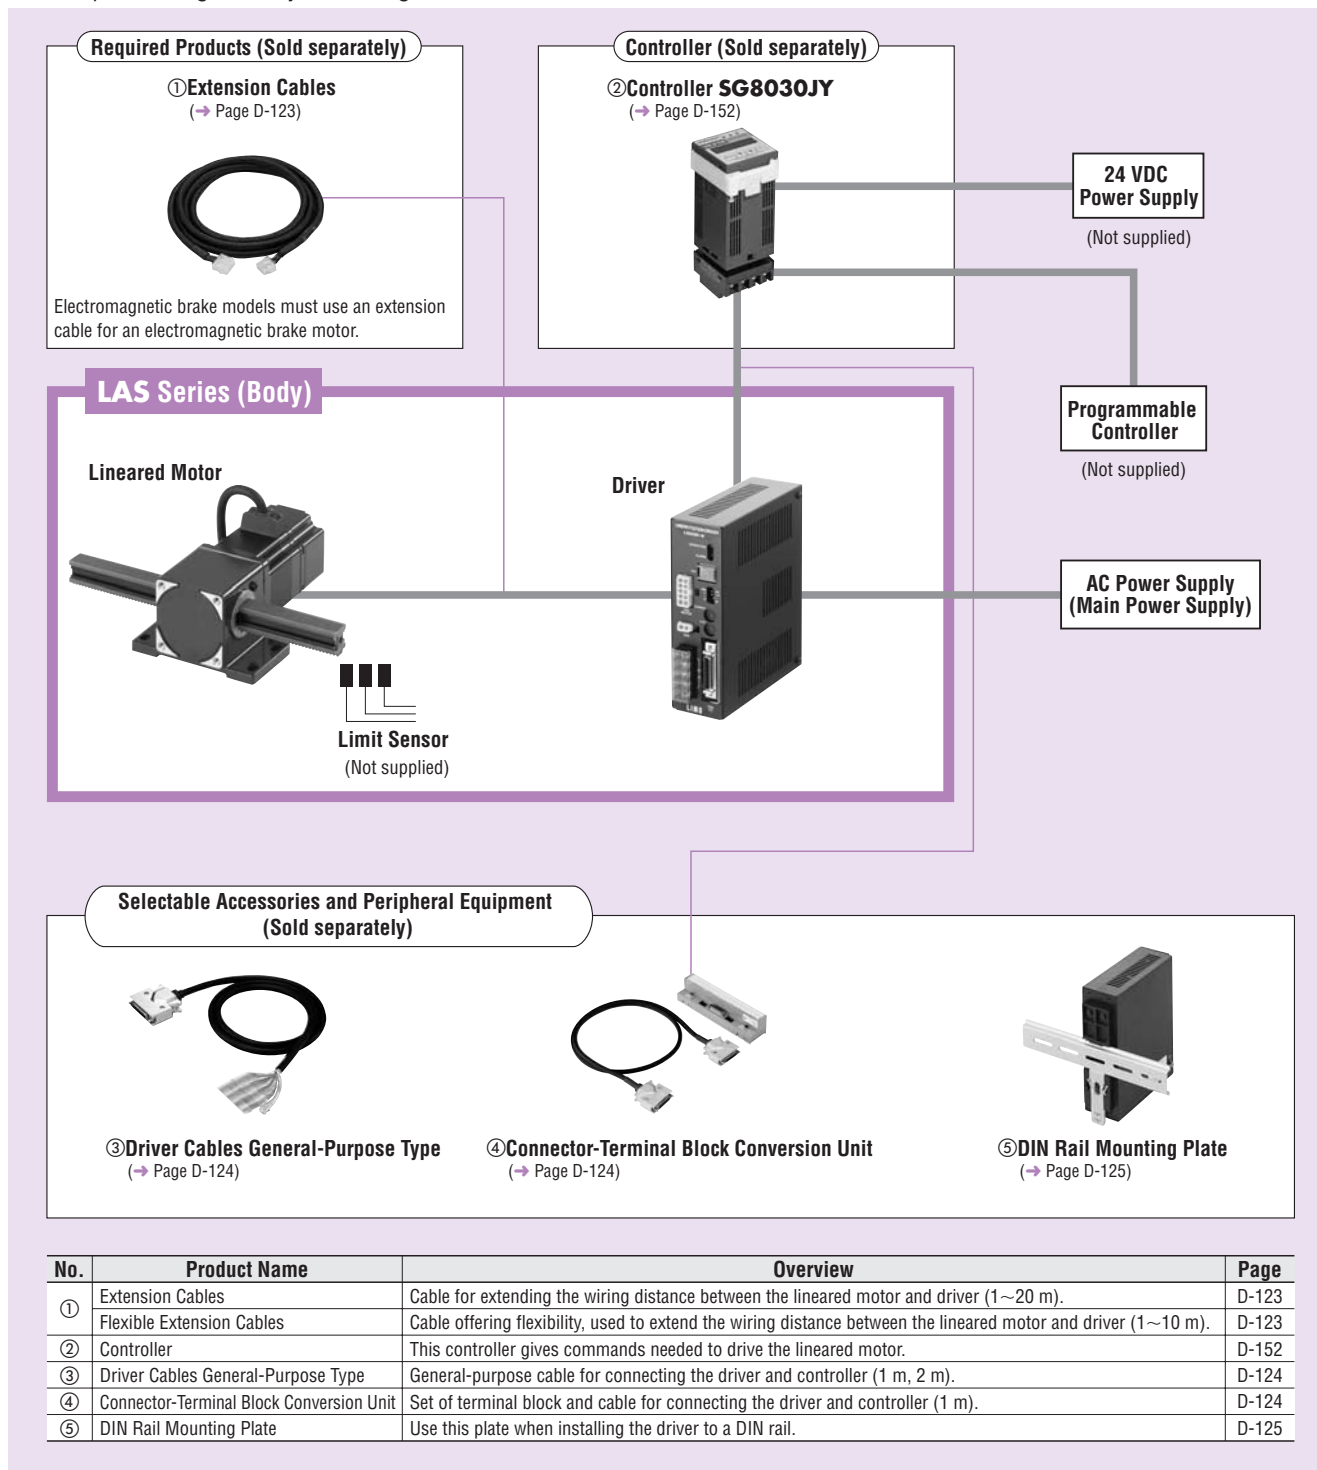 Required Products (Sold separately)
①Extension Cables
(➜ Page D-123)
Electromagnetic brake models must use an extension
cable for an electromagnetic brake motor.
Controller (Sold separately)
②Controller SG8030JY
(➜ Page D-152)
24 VDC
Power Supply
(Not supplied)
Programmable
Controller
(Not supplied)
LAS Series (Body)
Lineared Motor
Driver
AC Power Supply
(Main Power Supply)
LIMO
Limit Sensor
(Not supplied)
Selectable Accessories and Peripheral Equipment
(Sold separately)
③Driver Cables General-Purpose Type
(➜ Page D-124)
④Connector-Terminal Block Conversion Unit
(➜ Page D-124)
⑤DIN Rail Mounting Plate
(➜ Page D-125)
No. Product Name Overview Page
① Extension Cables Cable for extending the wiring distance between the lineared motor and driver (1~20 m). D-123
Flexible Extension Cables Cable offering flexibility, used to extend the wiring distance between the lineared motor and driver (1~10 m). D-123
② Controller This controller gives commands needed to drive the lineared motor. D-152
③ Driver Cables General-Purpose Type General-purpose cable for connecting the driver and controller (1 m, 2 m). D-124
④ Connector-Terminal Block Conversion Unit Set of terminal block and cable for connecting the driver and controller (1 m). D-124
⑤ DIN Rail Mounting Plate Use this plate when installing the driver to a DIN rail. D-125